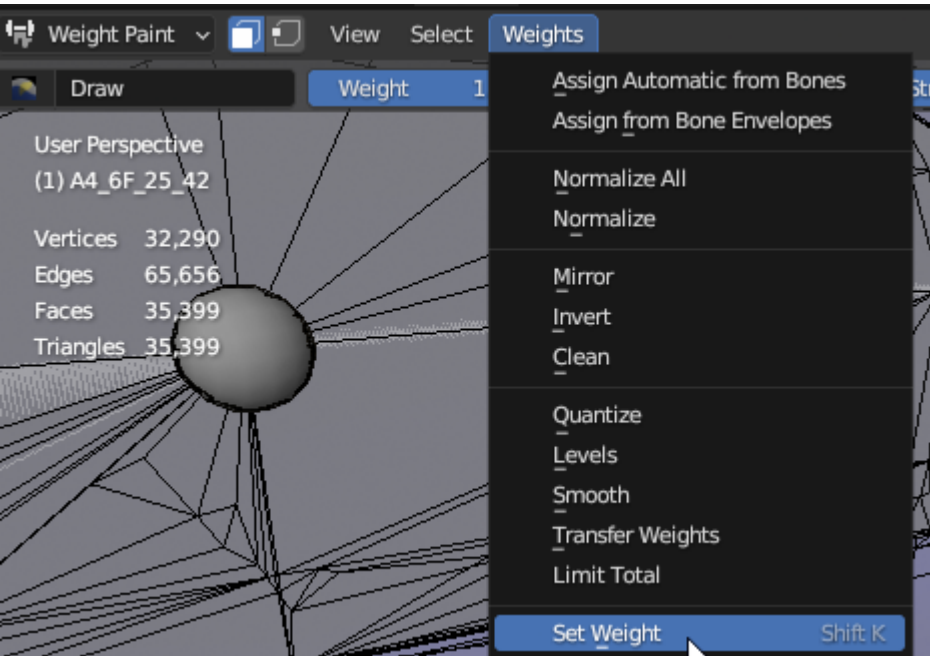 Weight Paint View Select Weights
Draw Weight 1 Str
User Perspective
(1) A4_6F_25_42
Vertices 32,290
Edges 65,656
Faces 35,399
Triangles 35,399
Assign Automatic from Bones
Assign from Bone Envelopes
Normalize All
Normalize
Mirror
Invert
Clean
Quantize
Levels
Smooth
Transfer Weights
Limit Total
Set Weight Shift K